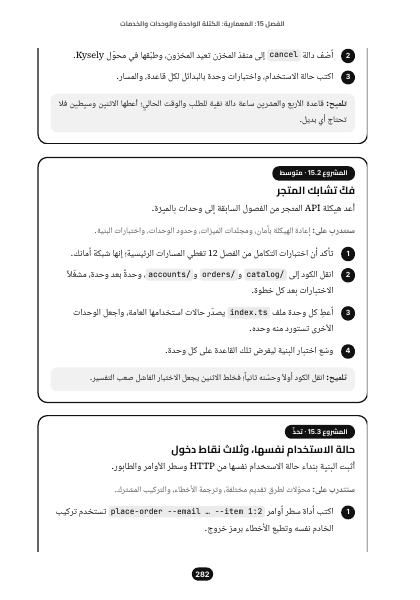 الفصل 15: المعمارية: الكتلة الواحدة والوحدات والخدمات
2 أضف دالة cancel إلى منفذ المخزن تعيد المخزون، وطبّقها في محوّل Kysely.
3 اكتب حالة الاستخدام، واختبارات وحدة بالبدائل لكل قاعدة، والمسار.
تلميح: قاعدة الأربع والعشرين ساعة دالة نقية للطلب والوقت الحالي؛ أعطها الاثنين وسيطين فلا
تحتاج أي بديل.
المشروع 15.2 · متوسط
فكّ تشابك المتجر
أعد هيكلة API المتجر من الفصول السابقة إلى وحدات بالميزة.
ستتدرب على: إعادة الهيكلة بأمان، ومجلدات الميزات، وحدود الوحدات، واختبارات البنية.
1 تأكد أن اختبارات التكامل من الفصل 12 تغطي المسارات الرئيسية؛ إنها شبكة أمانك.
2 انقل الكود إلى catalog/ و orders/ و accounts/، وحدةً بعد وحدة، مشغّلاً
الاختبارات بعد كل خطوة.
3 أعطِ كل وحدة ملف index.ts يصدّر حالات استخدامها العامة، واجعل الوحدات
الأخرى تستورد منه وحده.
4 وسّع اختبار البنية ليفرض تلك القاعدة على كل وحدة.
تلميح: انقل الكود أولاً وحسّنه ثانياً؛ فخلط الاثنين يجعل الاختبار الفاشل صعب التفسير.
المشروع 15.3 · تحدٍّ
حالة الاستخدام نفسها، وثلاث نقاط دخول
أثبت البنية بنداء حالة الاستخدام نفسها من HTTP وسطر الأوامر والطابور.
ستتدرب على: محوّلات لطرق تقديم مختلفة، وترجمة الأخطاء، والتركيب المشترك.
1 اكتب أداة سطر أوامر place-order --email … --item 1:2 تستخدم تركيب
الخادم نفسه وتطبع الأخطاء برمز خروج.
282